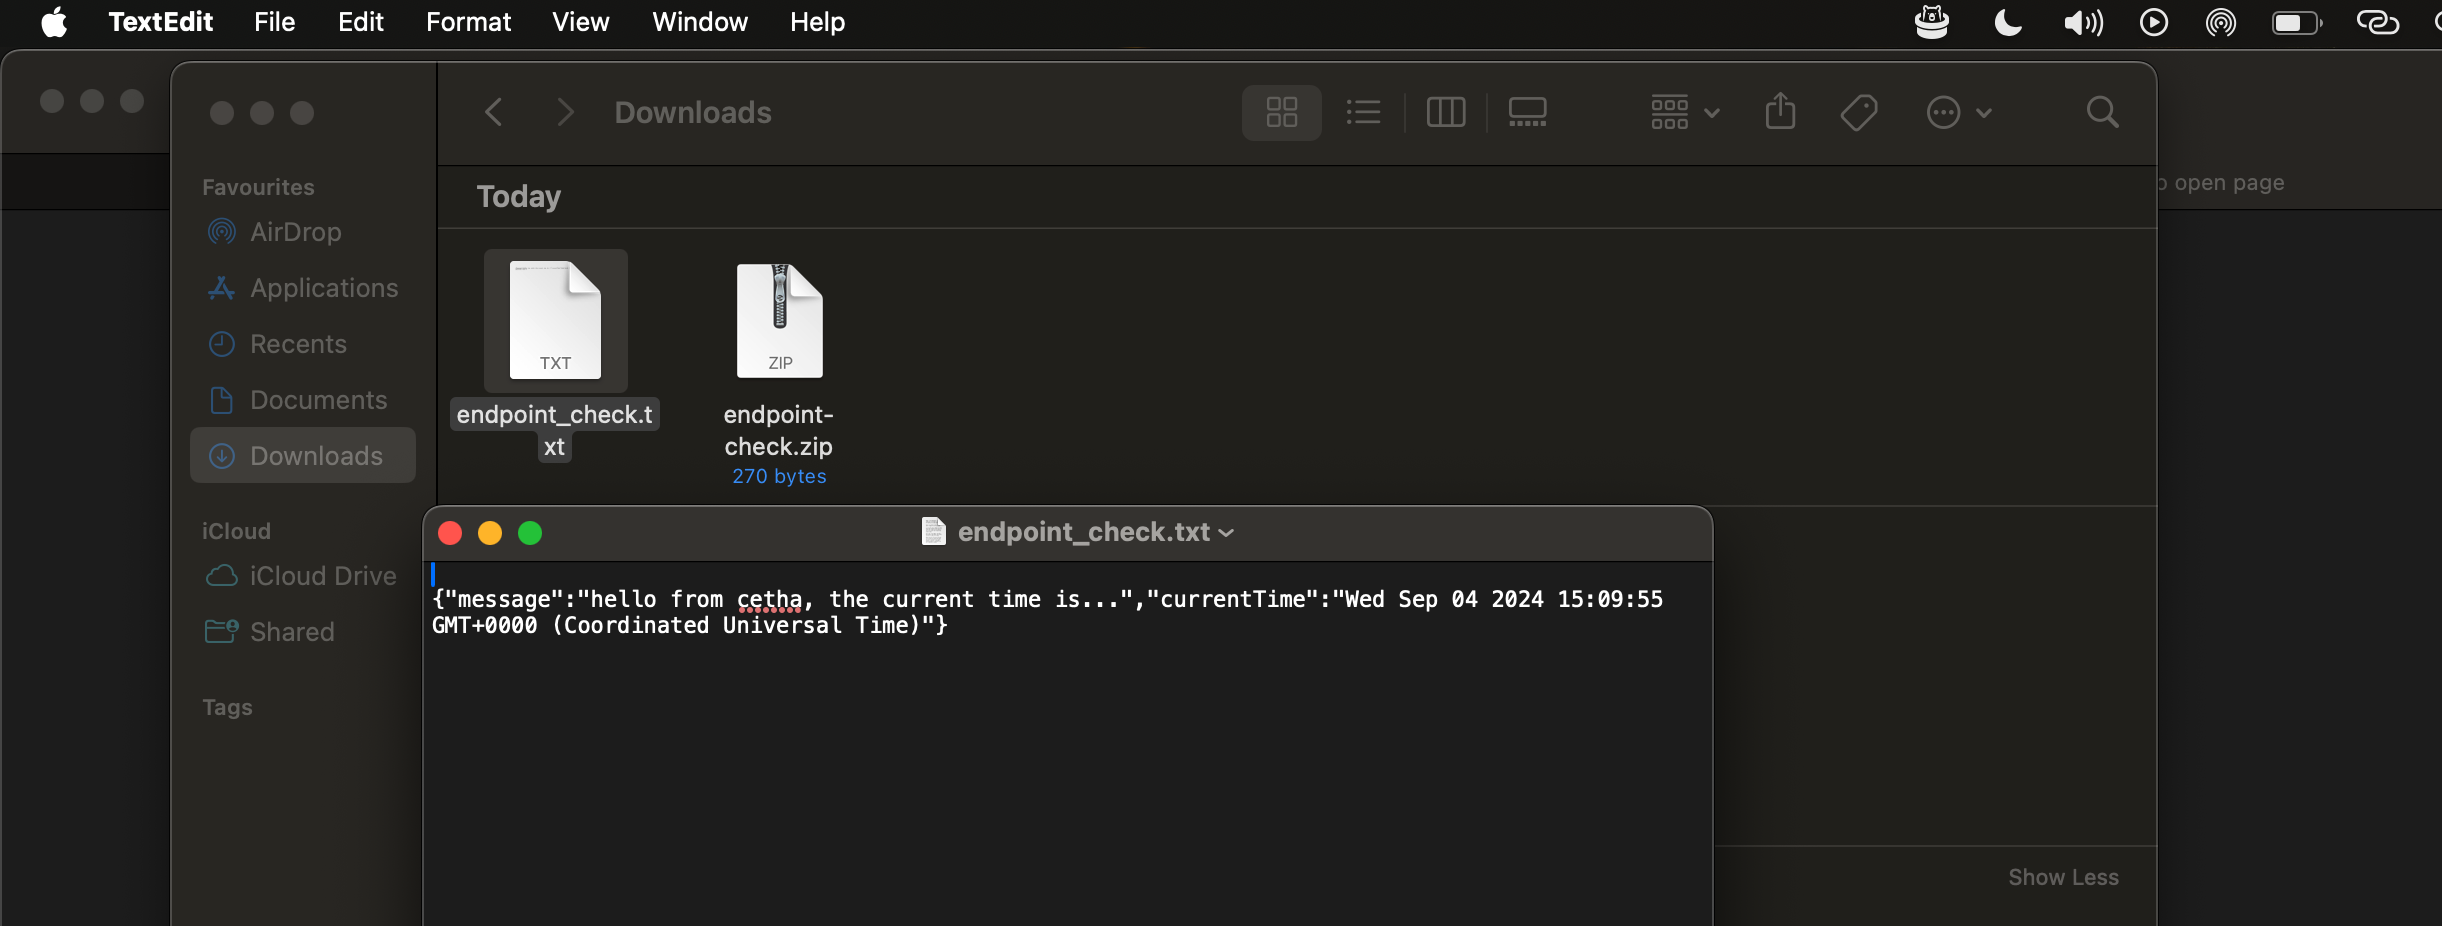 TextEdit File Edit Format View Window Help
Downloads
Favourites
AirDrop
Applications
Recents
Documents
Downloads
iCloud
iCloud Drive
Shared
Tags
Today
TXT
endpoint_check.t
xt
ZIP
endpoint-
check.zip
270 bytes
open page
endpoint_check.txt
{"message":"hello from cetha, the current time is...","currentTime":"Wed Sep 04 2024 15:09:55
GMT+0000 (Coordinated Universal Time)"}
Show Less